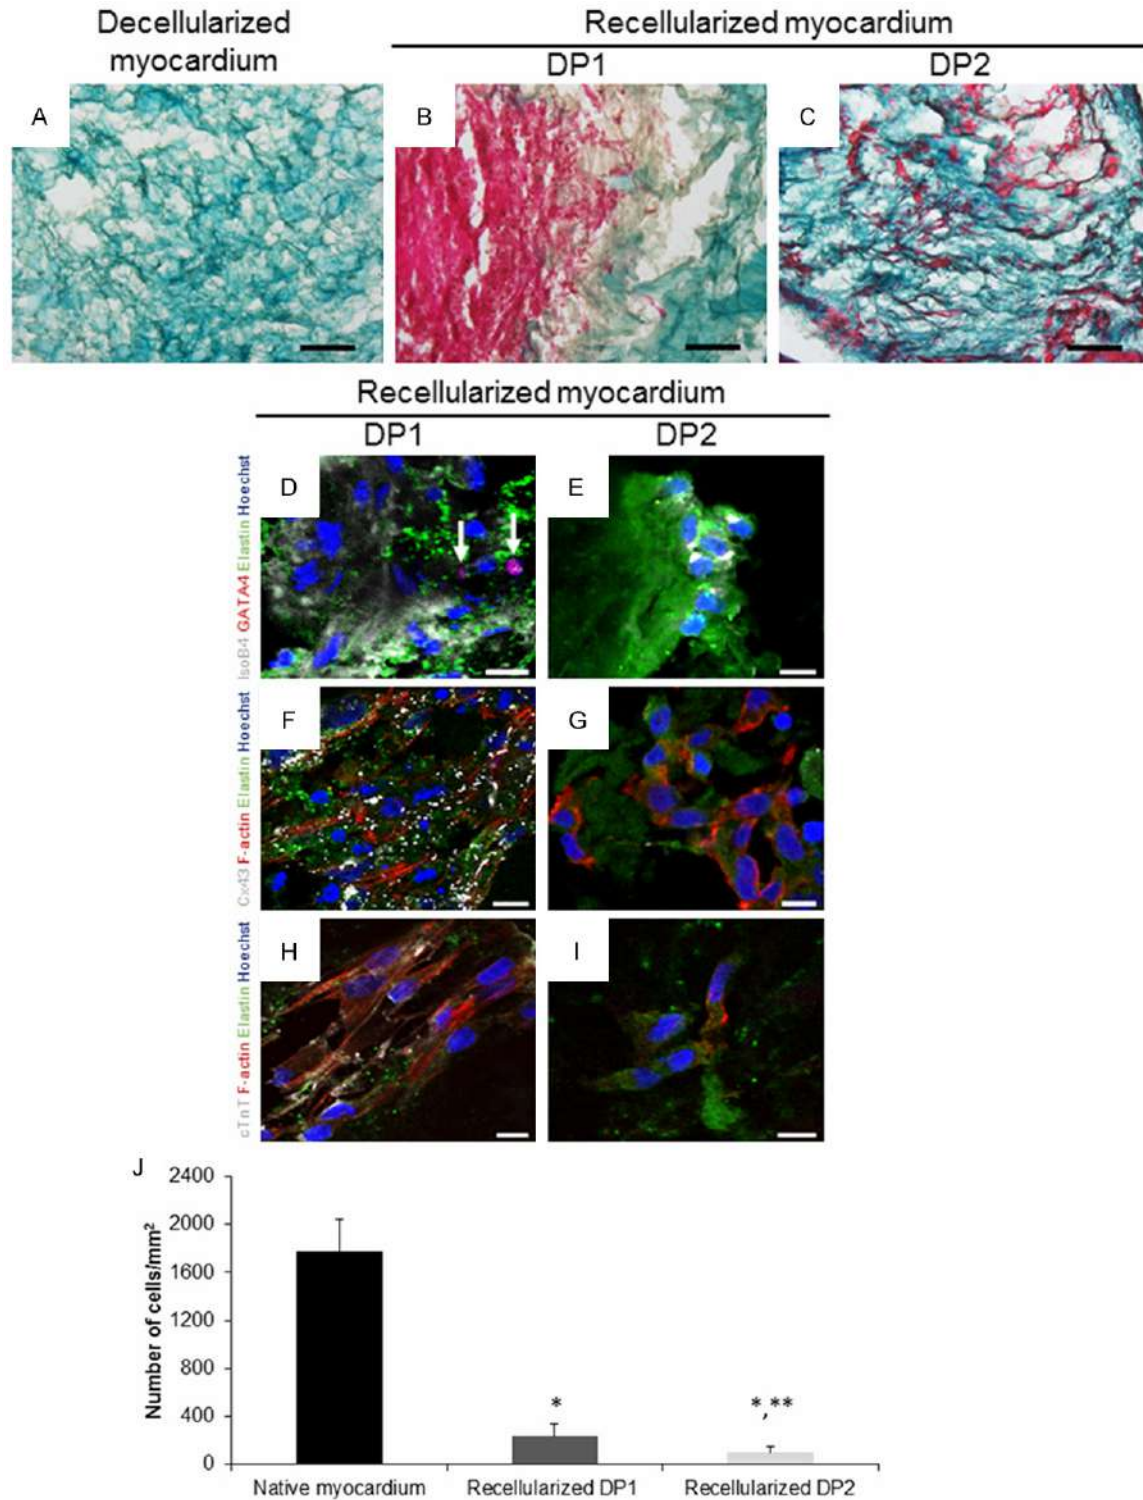 Decellularized
myocardium
Recellularized myocardium
DP1
DP2
A
B
C
Recellularized myocardium
DP1
DP2
IsoB4 GATA4 Elastin Hoechst
D
E
Cx43 F-actin Elastin Hoechst
F
G
cTnT F-actin Elastin Hoechst
H
I
J
Number of cells/mm²
2400
2000
1600
1200
800
400
0
*
*,**
Native myocardium
Recellularized DP1
Recellularized DP2